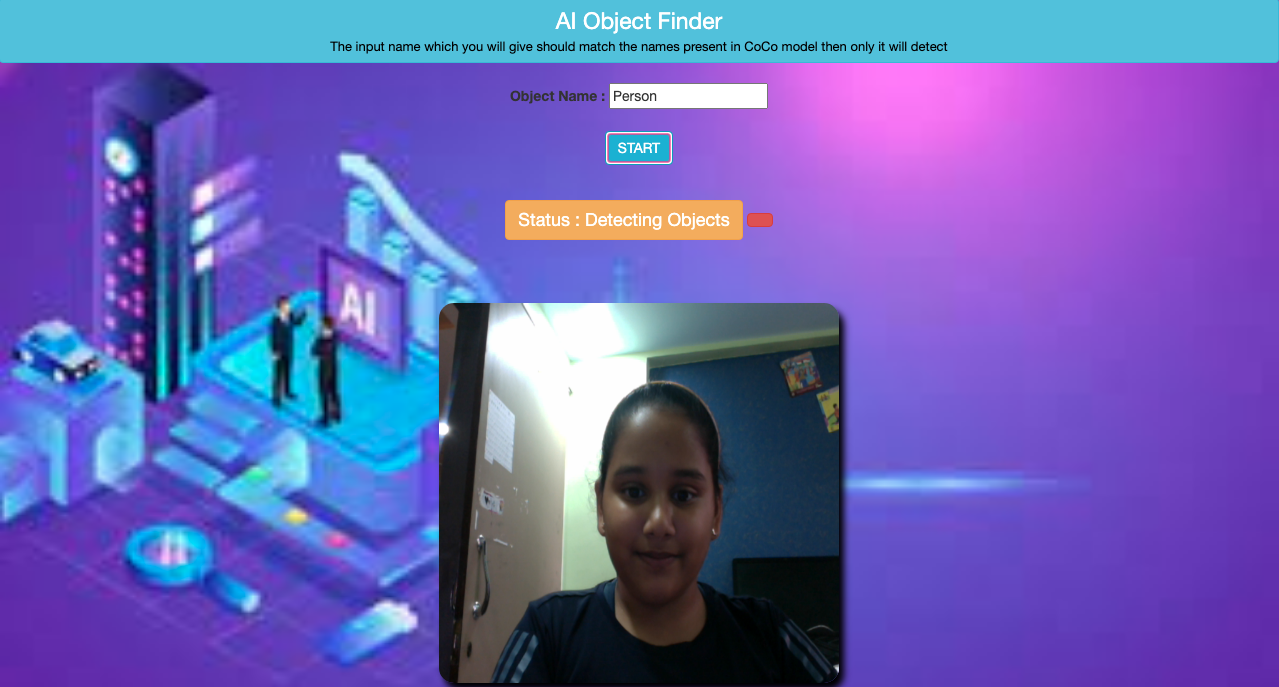 AI Object Finder
The input name which you will give should match the names present in CoCo model then only it will detect
Object Name : Person
START
Status : Detecting Objects
AI